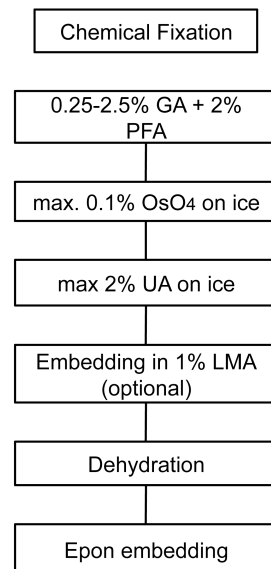 Chemical Fixation
0.25-2.5% GA + 2%
PFA
max. 0.1% OsO4 on ice
max 2% UA on ice
Embedding in 1% LMA
(optional)
Dehydration
Epon embedding